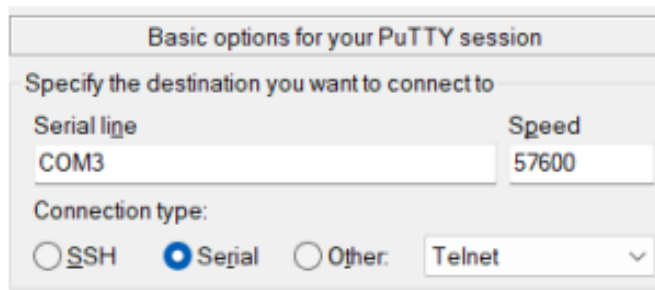 Basic options for your PuTTY session
Specify the destination you want to connect to
Serial line Speed
COM3 57600
Connection type:
SSH Serial Other: Telnet